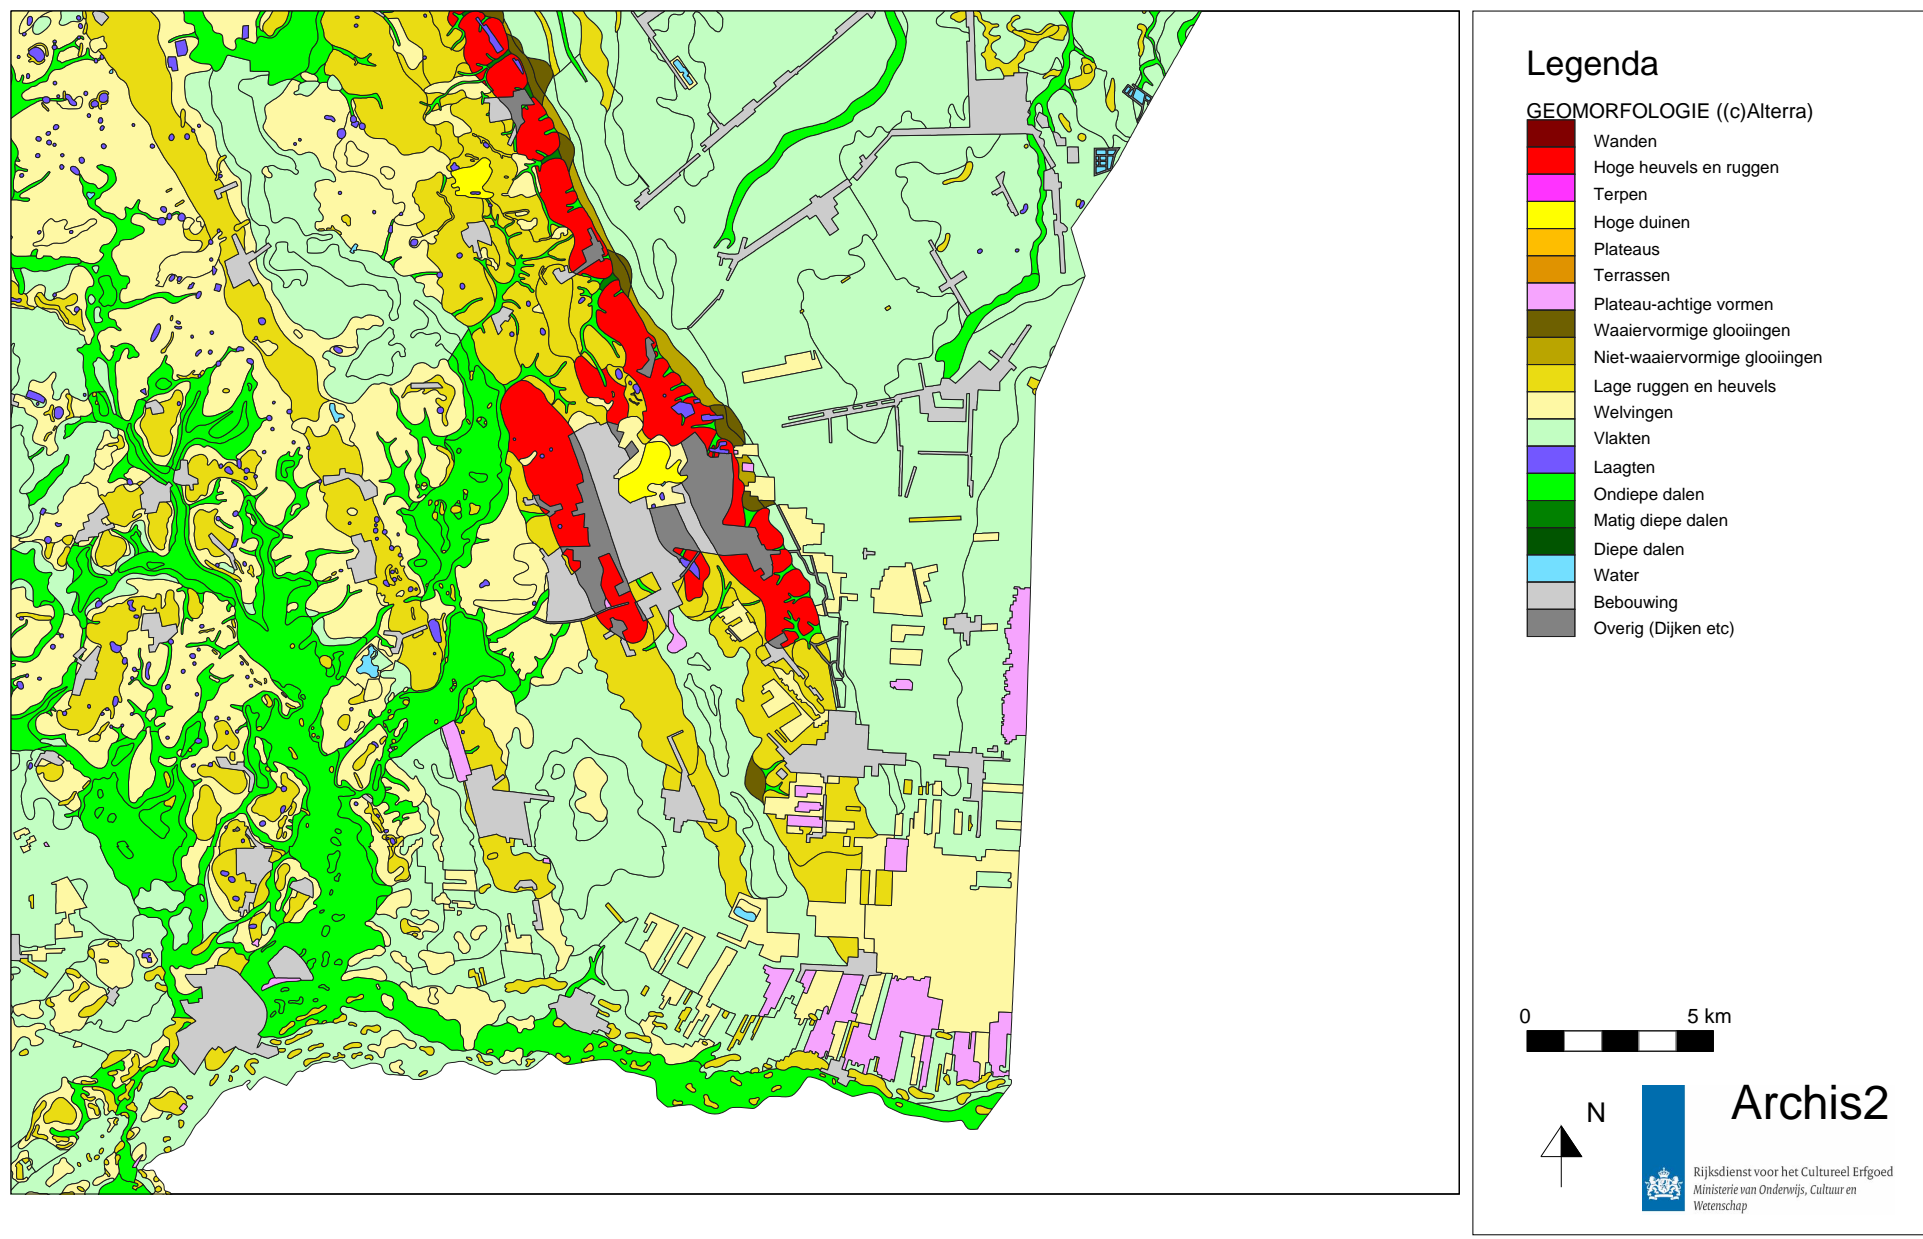 Legenda
GEOMORFOLOGIE ((c)Alterra)
Wanden
Hoge heuvels en ruggen
Terpen
Hoge duinen
Plateaus
Terrassen
Plateau-achtige vormen
Waaiervormige glooiingen
Niet-waaiervormige glooiingen
Lage ruggen en heuvels
Welvingen
Vlakten
Laagten
Ondiepe dalen
Matig diepe dalen
Diepe dalen
Water
Bebouwing
Overig (Dijken etc)
0 5 km
N
Archis2
Rijksdienst voor het Cultureel Erfgoed
Ministerie van Onderwijs, Cultuur en
Wetenschap